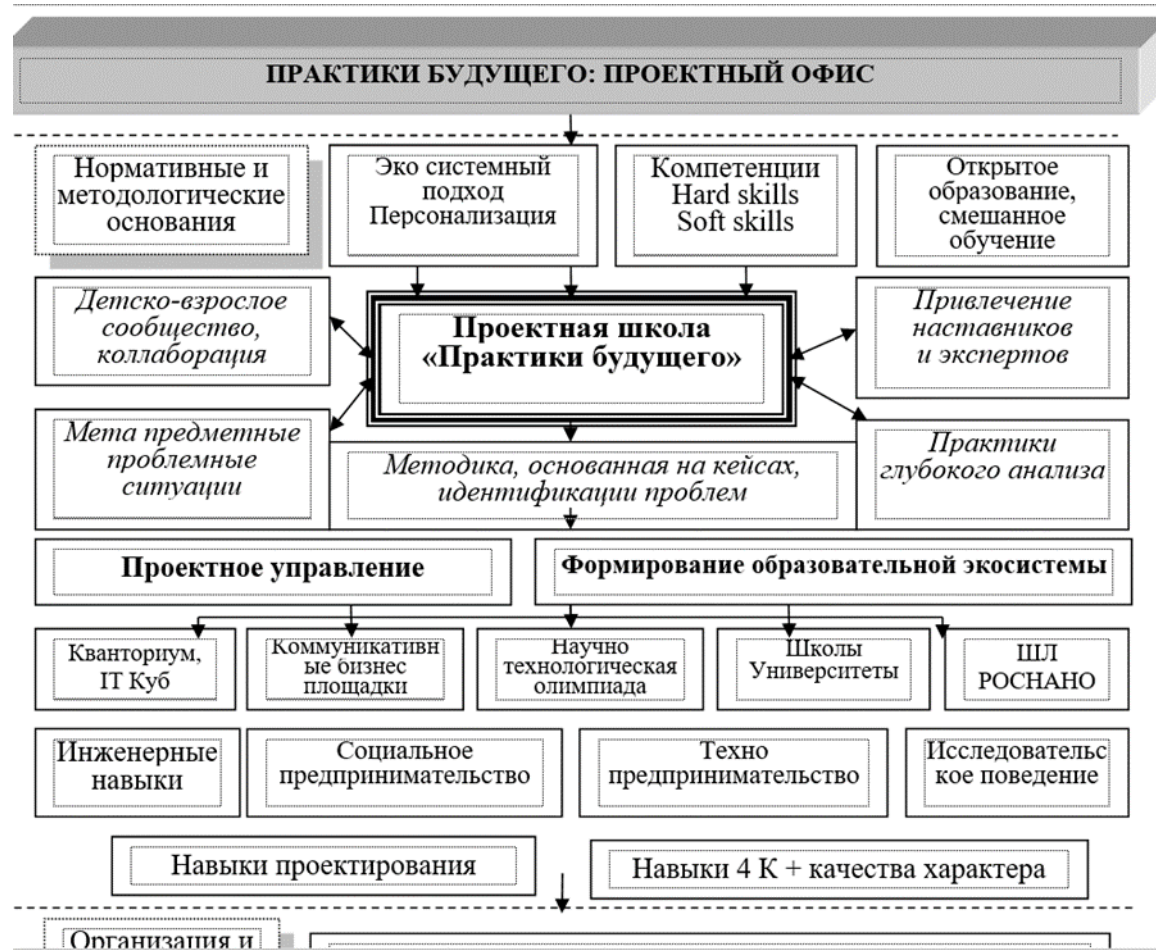 ПРАКТИКИ БУДУЩЕГО: ПРОЕКТНЫЙ ОФИС
Нормативные и
методологические
основания
Эко системный
подход
Персонализация
Компетенции
Hard skills
Soft skills
Открытое
образование,
смешанное
обучение
Детско-взрослое
сообщество,
коллаборация
Проектная школа
«Практики будущего»
Привлечение
наставников
и экспертов
Мета предметные
проблемные
ситуации
Методика, основанная на кейсах,
идентификации проблем
Практики
глубокого анализа
Проектное управление
Формирование образовательной экосистемы
Кванториум,
IT Куб
Коммуникативн
ые бизнес
площадки
Научно
технологическая
олимпиада
Школы
Университеты
ШЛ
РОСНАНО
Инженерные
навыки
Социальное
предпринимательство
Техно
предпринимательство
Исследовательс
кое поведение
Навыки проектирования
Навыки 4 К + качества характера
Организация и